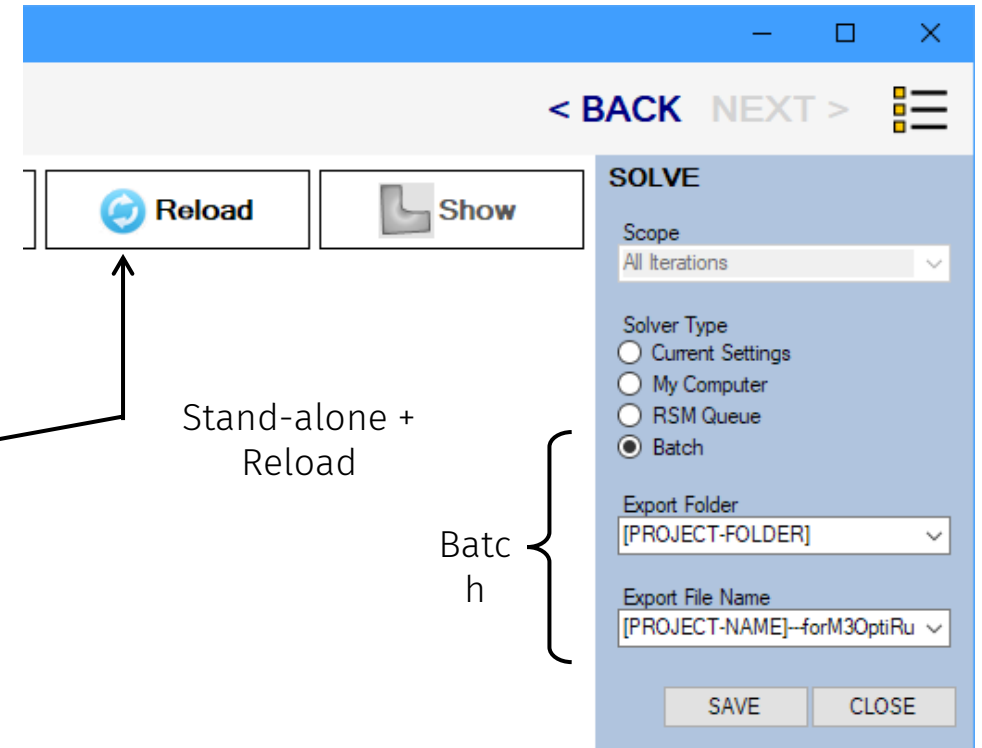 < BACK NEXT >
Reload Show
SOLVE
Scope
All Iterations
Solver Type
Current Settings
My Computer
RSM Queue
Batch
Stand-alone +
Reload
Batc
h
Export Folder
[PROJECT-FOLDER]
Export File Name
[PROJECT-NAME]--forM3OptiRu
SAVE CLOSE